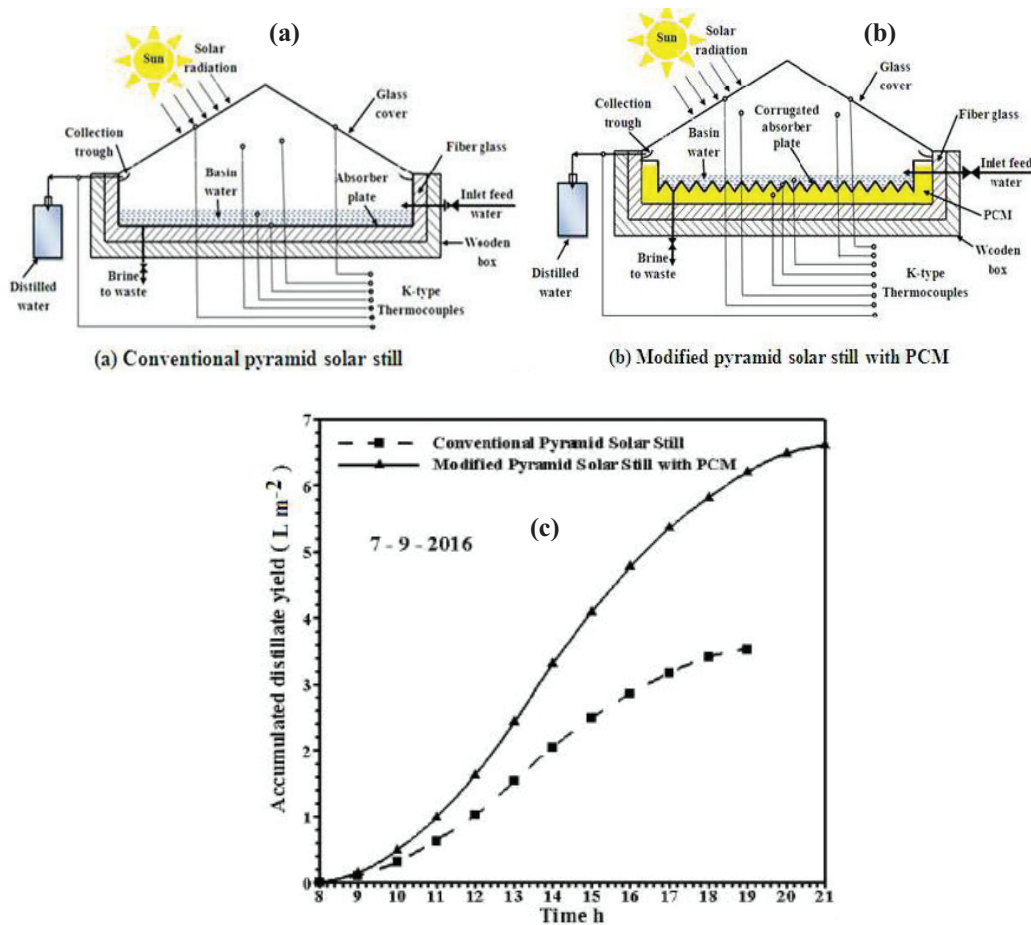 (a)
Sun
Solar
radiation
Glass
cover
Collection
trough
Fiber glass
Basin
water
Absorber
plate
Inlet feed
water
Wooden
box
Distilled
water
Brine
to waste
K-type
Thermocouples
(a) Conventional pyramid solar still
(b)
Sun
Solar
radiation
Glass
cover
Collection
trough
Corrugated
absorber
plate
Fiber glass
Basin
water
Inlet feed
water
PCM
Wooden
box
Distilled
water
Brine
to waste
K-type
Thermocouples
(b) Modified pyramid solar still with PCM
Conventional Pyramid Solar Still
Modified Pyramid Solar Still with PCM
(c)
7 - 9 - 2016
Accumulated distillate yield ( L m⁻²)
7
6
5
4
3
2
1
0
8 9 10 11 12 13 14 15 16 17 18 19 20 21
Time h